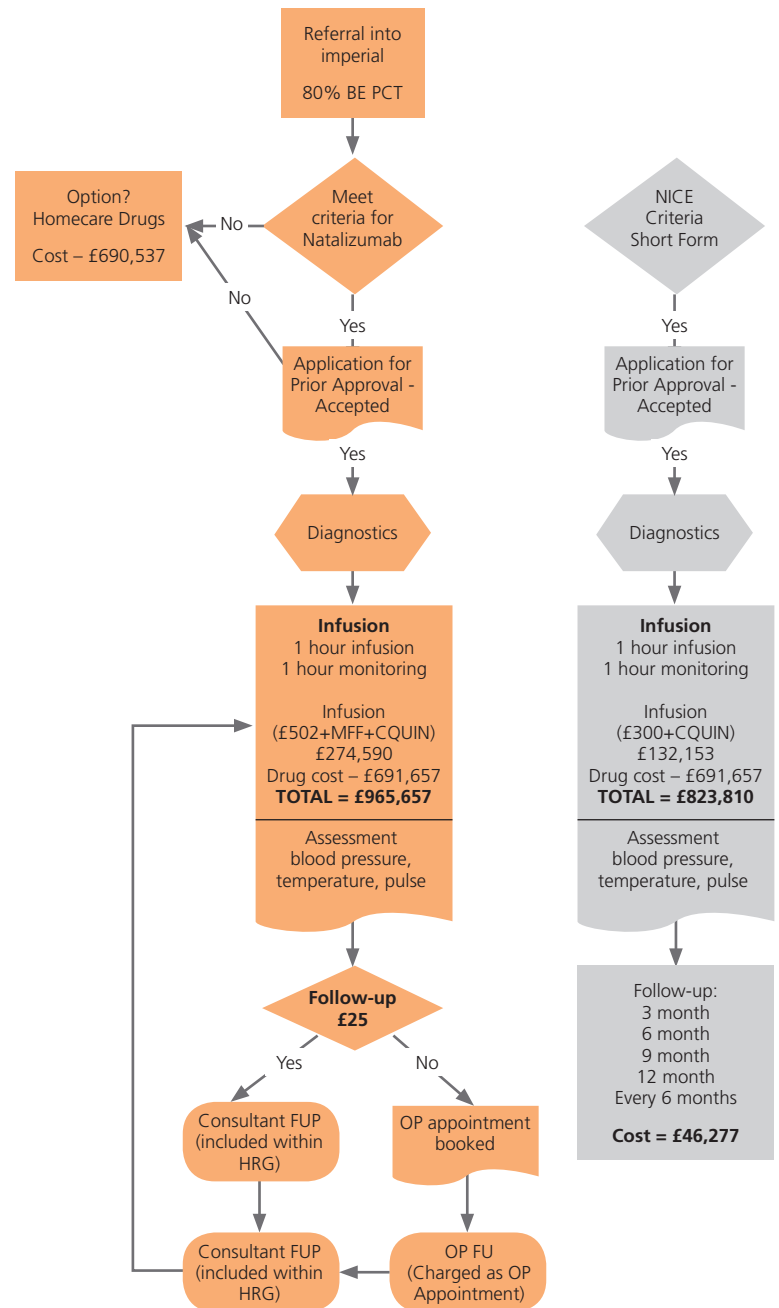 Referral into
imperial
80% BE PCT
Option?
Homecare Drugs
Cost – £690,537
No
Meet
criteria for
Natalizumab
No
Yes
Application for
Prior Approval -
Accepted
Yes
Diagnostics
Infusion
1 hour infusion
1 hour monitoring
Infusion
(£502+MFF+CQUIN)
£274,590
Drug cost – £691,657
TOTAL = £965,657
Assessment
blood pressure,
temperature, pulse
Follow-up
£25
Yes
No
Consultant FUP
(included within
HRG)
OP appointment
booked
Consultant FUP
(included within
HRG)
OP FU
(Charged as OP
Appointment)
NICE
Criteria
Short Form
Yes
Application for
Prior Approval -
Accepted
Yes
Diagnostics
Infusion
1 hour infusion
1 hour monitoring
Infusion
(£300+CQUIN)
£132,153
Drug cost – £691,657
TOTAL = £823,810
Assessment
blood pressure,
temperature, pulse
Follow-up:
3 month
6 month
9 month
12 month
Every 6 months
Cost = £46,277